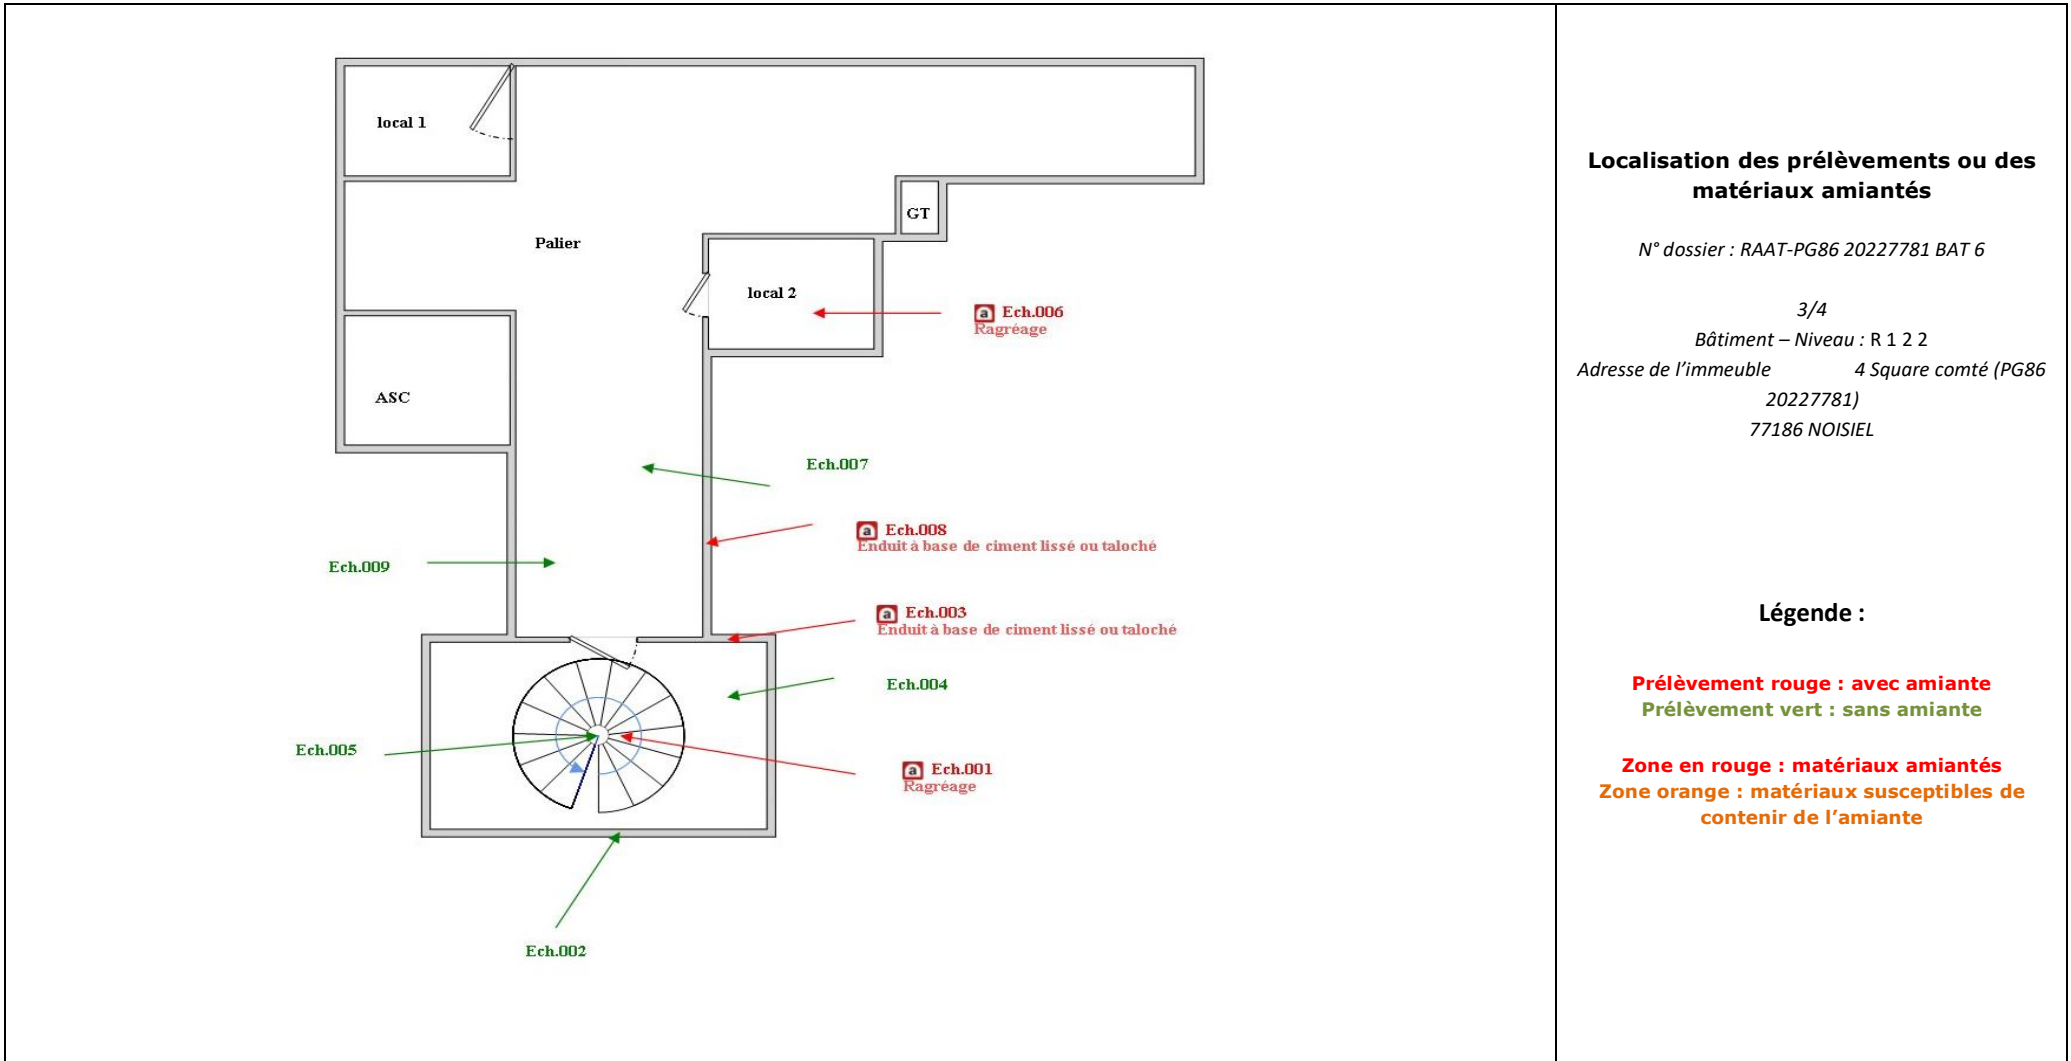 local 1
GT
Palier
local 2
a Ech.006
Ragréage
ASC
Ech.007
a Ech.008
Enduit à base de ciment lissé ou taloché
Ech.009
a Ech.003
Enduit à base de ciment lissé ou taloché
Ech.004
Ech.005
a Ech.001
Ragréage
Ech.002
Localisation des prélèvements ou des
matériaux amiantés
N° dossier : RAAT-PG86 20227781 BAT 6
3/4
Bâtiment – Niveau : R 1 2 2
Adresse de l'immeuble 4 Square comté (PG86
20227781)
77186 NOISIEL
Légende :
Prélèvement rouge : avec amiante
Prélèvement vert : sans amiante
Zone en rouge : matériaux amiantés
Zone orange : matériaux susceptibles de
contenir de l'amiante